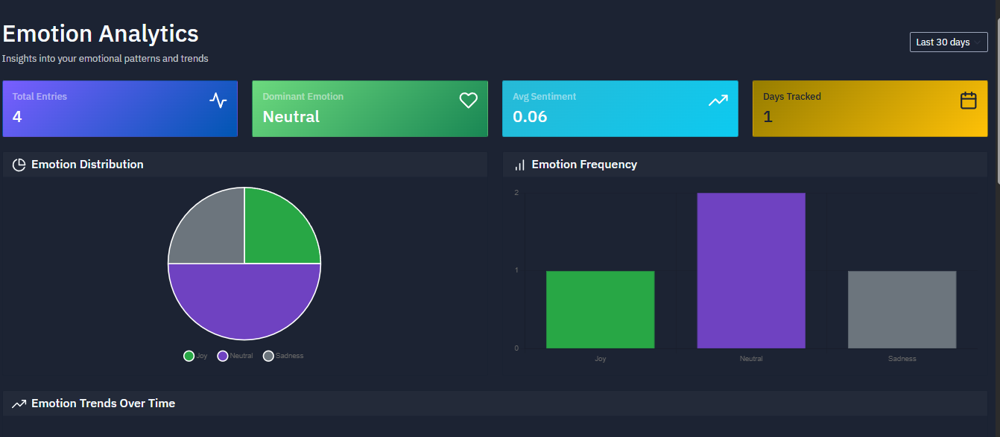 Emotion Analytics
Insights into your emotional patterns and trends
Last 30 days
Total Entries
4
Dominant Emotion
Neutral
Avg Sentiment
0.06
Days Tracked
1
Emotion Distribution
Joy Neutral Sadness
Emotion Frequency
2
1
0
Joy Neutral Sadness
Emotion Trends Over Time